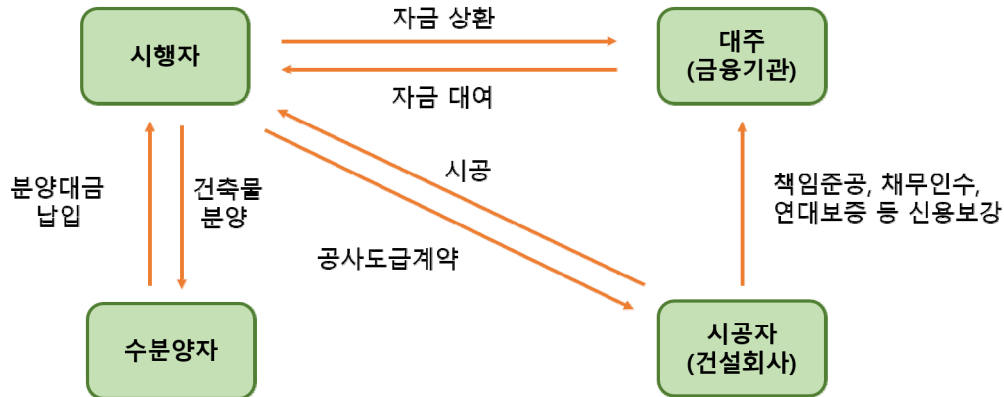 자금 상환
시행자
대주
(금융기관)
자금 대여
시공
분양대금
납입
건축물
분양
책임준공, 채무인수,
연대보증 등 신용보강
공사도급계약
수분양자
시공자
(건설회사)